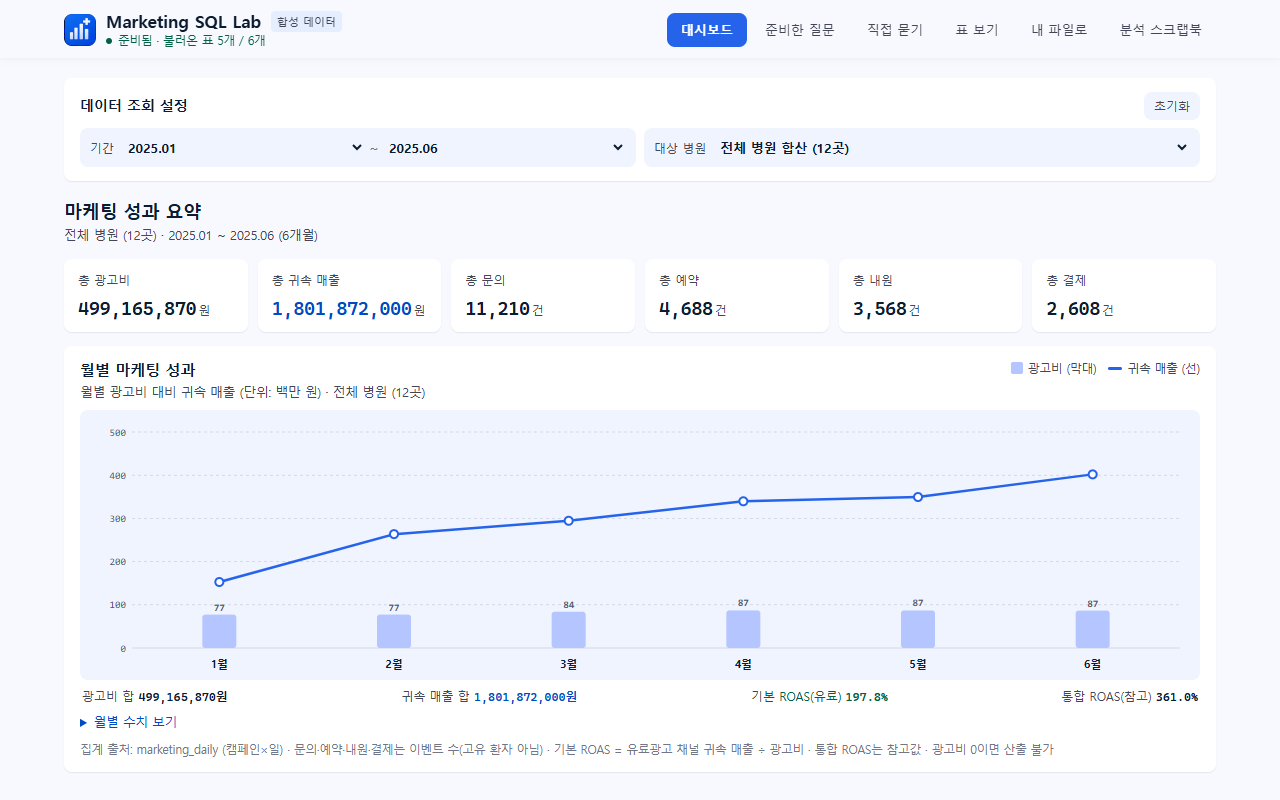 Marketing SQL Lab 합성 데이터
준비됨 · 불러온 표 5개 / 6개
대시보드 준비한 질문 직접 묻기 표 보기 내 파일로 분석 스크랩북
데이터 조회 설정 초기화
기간 2025.01 ~ 2025.06 대상 병원 전체 병원 합산 (12곳)
마케팅 성과 요약
전체 병원 (12곳) · 2025.01 ~ 2025.06 (6개월)
총 광고비 총 귀속 매출 총 문의 총 예약 총 내원 총 결제
499,165,870원 1,801,872,000원 11,210건 4,688건 3,568건 2,608건
월별 마케팅 성과 광고비 (막대) 귀속 매출 (선)
월별 광고비 대비 귀속 매출 (단위: 백만 원) · 전체 병원 (12곳)
500
400
300
200
100
0
77 77 84 87 87 87
1월 2월 3월 4월 5월 6월
광고비 합 499,165,870원 귀속 매출 합 1,801,872,000원 기본 ROAS(유료) 197.8% 통합 ROAS(참고) 361.0%
▶ 월별 수치 보기
집계 출처: marketing_daily (캠페인×일) · 문의·예약·내원·결제는 이벤트 수(고유 환자 아님) · 기본 ROAS = 유료광고 채널 귀속 매출 ÷ 광고비 · 통합 ROAS는 참고값 · 광고비 0이면 산출 불가